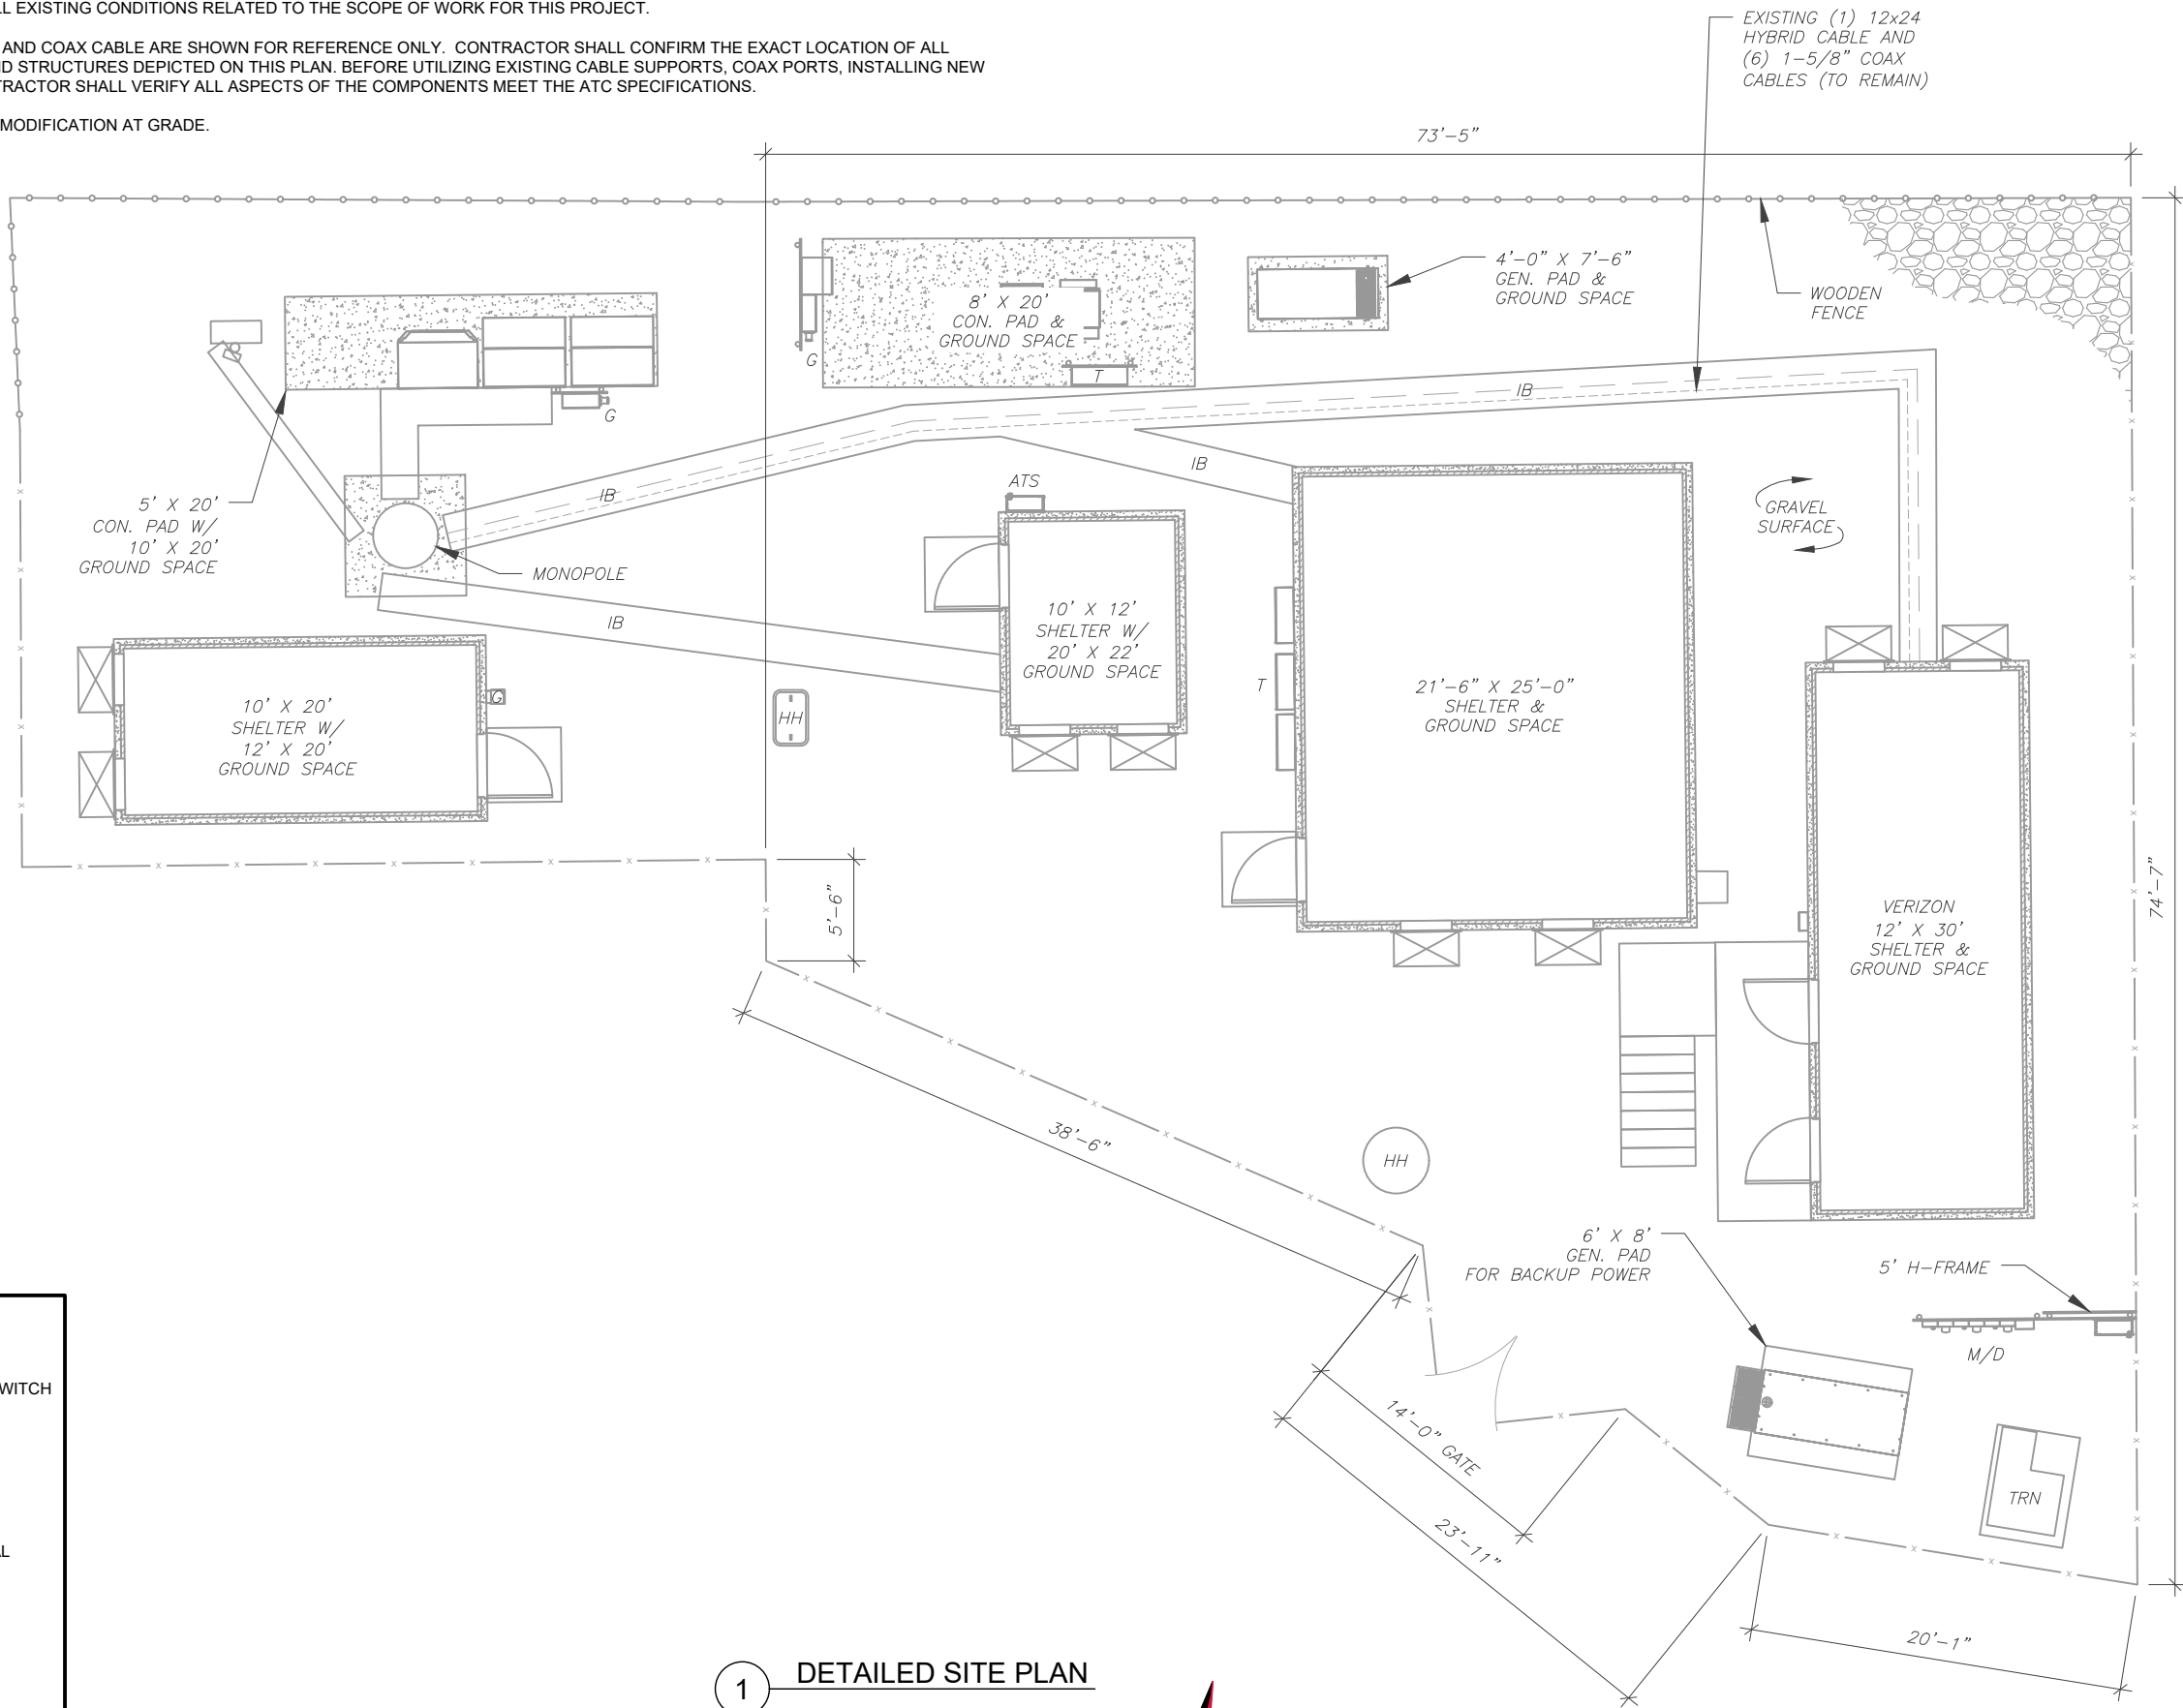 LL EXISTING CONDITIONS RELATED TO THE SCOPE OF WORK FOR THIS PROJECT.
AND COAX CABLE ARE SHOWN FOR REFERENCE ONLY. CONTRACTOR SHALL CONFIRM THE EXACT LOCATION OF ALL
ND STRUCTURES DEPICTED ON THIS PLAN. BEFORE UTILIZING EXISTING CABLE SUPPORTS, COAX PORTS, INSTALLING NEW
TRACTOR SHALL VERIFY ALL ASPECTS OF THE COMPONENTS MEET THE ATC SPECIFICATIONS.
MODIFICATION AT GRADE.
EXISTING (1) 12x24
HYBRID CABLE AND
(6) 1-5/8" COAX
CABLES (TO REMAIN)
73'-5"
4'-0" X 7'-6"
GEN. PAD &
GROUND SPACE
WOODEN
FENCE
8' X 20'
CON. PAD &
GROUND SPACE
G
T
G
IB
IB
IB
ATS
GRAVEL
SURFACE
5' X 20'
CON. PAD W/
10' X 20'
GROUND SPACE
MONOPOLE
IB
10' X 12'
SHELTER W/
20' X 22'
GROUND SPACE
T
21'-6" X 25'-0"
SHELTER &
GROUND SPACE
10' X 20'
SHELTER W/
12' X 20'
GROUND SPACE
G
HH
5'-6"
VERIZON
12' X 30'
SHELTER &
GROUND SPACE
74'-7"
38'-6"
HH
6' X 8'
GEN. PAD
FOR BACKUP POWER
5' H-FRAME
M/D
14'-0" GATE
TRN
23'-11"
20'-1"
WITCH
AL
1 DETAILED SITE PLAN